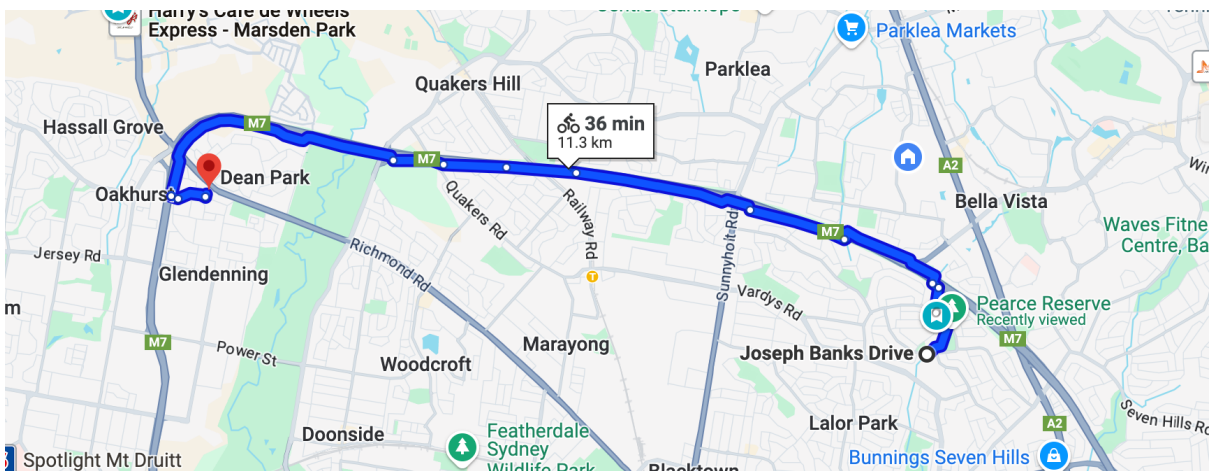 Harry's Café de Wheels
Express - Marsden Park
Parklea Markets
Parklea
Quakers Hill
36 min
11.3 km
M7
Hassall Grove
M7
A2
Dean Park
Oakhurst
Bella Vista
Quakers Rd
Railway Rd
Waves Fitne
Centre, Ba
M7
Sunnyholt Rd
Jersey Rd
Richmond Rd
Glendenning
T
Vardys Rd
Pearce Reserve
Recently viewed
m
M7
Power St
Marayong
M7
Joseph Banks Drive
Woodcroft
Lalor Park
Seven Hills Rd
A2
Doonside
Featherdale
Sydney
Wildlife Park
Bunnings Seven Hills
Spotlight Mt Druitt
Blacktown